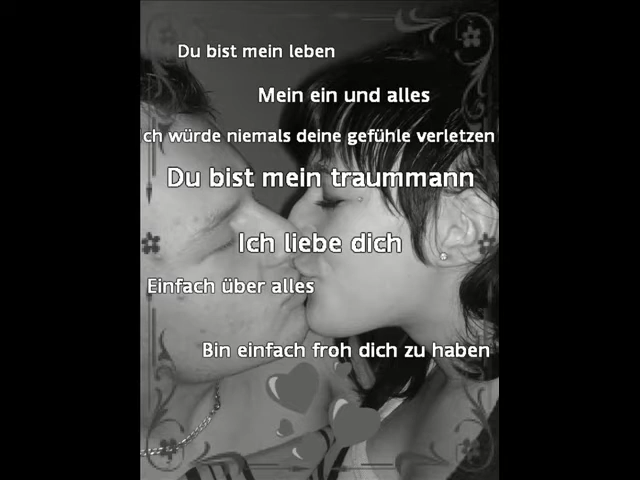 Du bist mein leben
Mein ein und alles
ch würde niemals deine gefühle verletzen
Du bist mein traummann
Ich liebe dich
Einfach über alles
Bin einfach froh dich zu haben